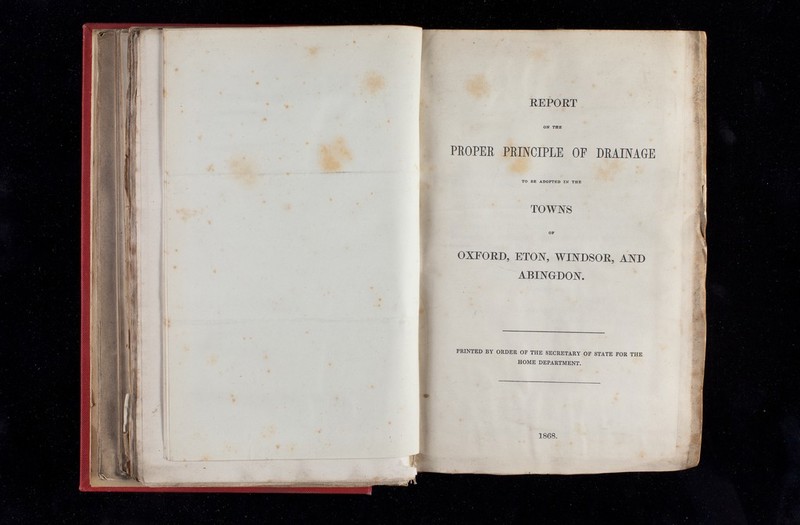 REPORT
ON THE
PROPER PRINCIPLE OF DRAINAGE
TO BE ADOPTED IN THE
TOWNS
OF
OXFORD, ETON, WINDSOR, AND
ABINGDON.
PRINTED BY ORDER OF THE SECRETARY OF STATE FOR THE
HOME DEPARTMENT.
1868.